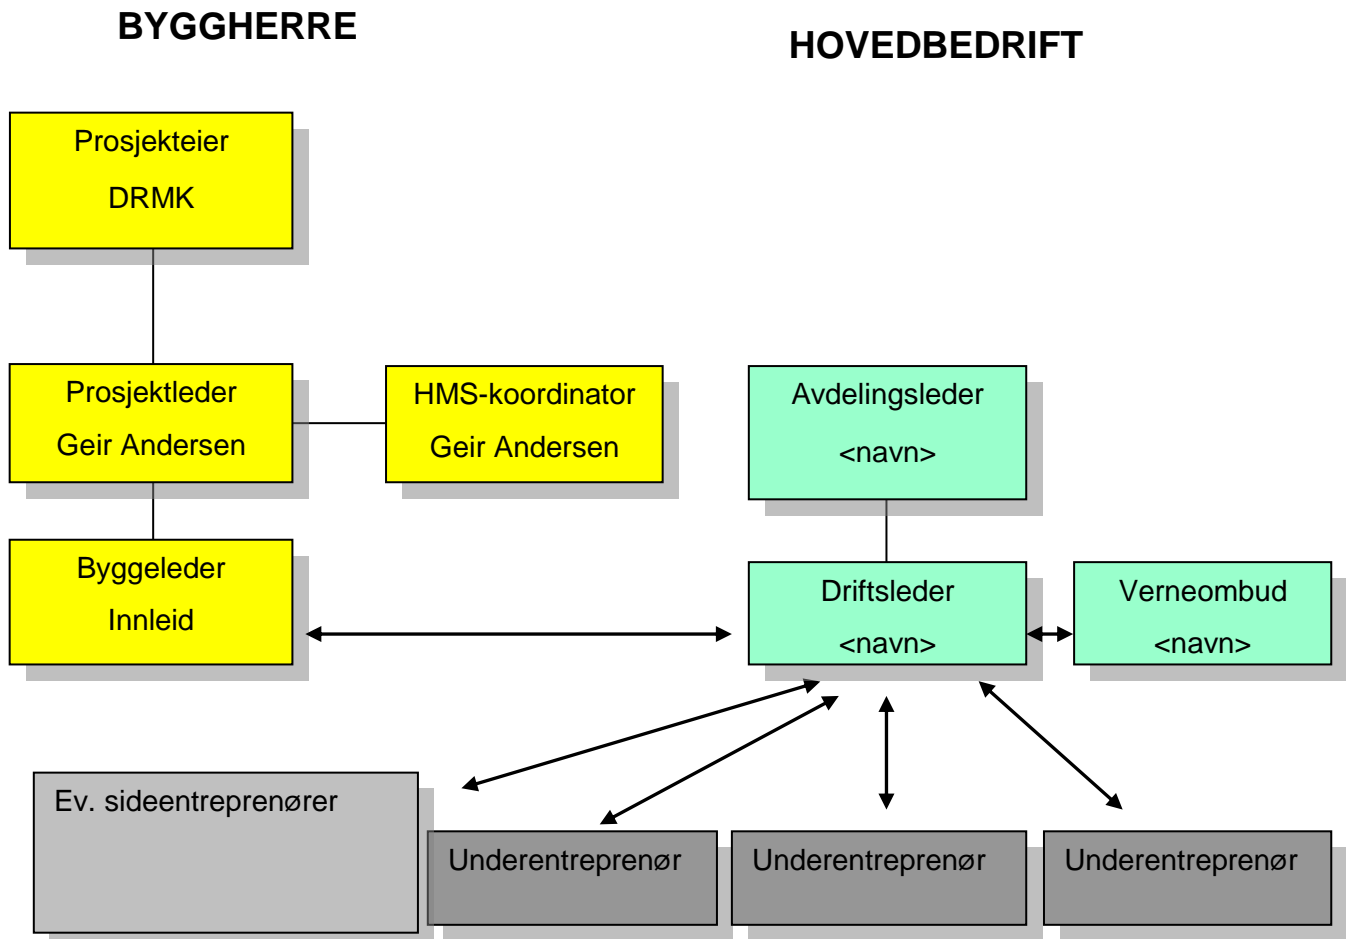 BYGGHERRE
HOVEDBEDRIFT
Prosjekteier
DRMK
Prosjektleder
Geir Andersen
HMS-koordinator
Geir Andersen
Avdelingsleder
<navn>
Byggeleder
Innleid
Driftsleder
<navn>
Verneombud
<navn>
Ev. sideentreprenører
Underentreprenør
Underentreprenør
Underentreprenør